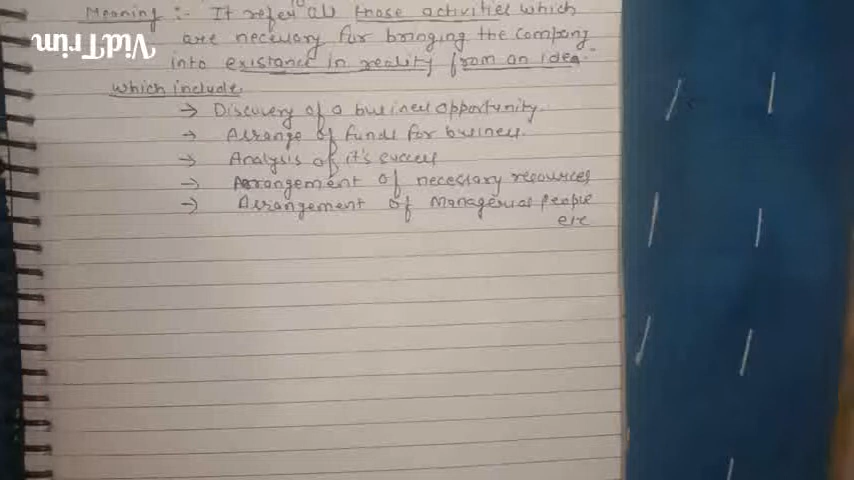 Meaning :- It refer all those activities which
are necessary for bringing the Company
into existance in reality from an idea.
which include
→ Discovery of a business opportunity
→ Arrange of funds for business.
→ Analysis of it's success
→ Arrangement of necessary resources
→ Arrangement of Managerial people
etc
VidTrim